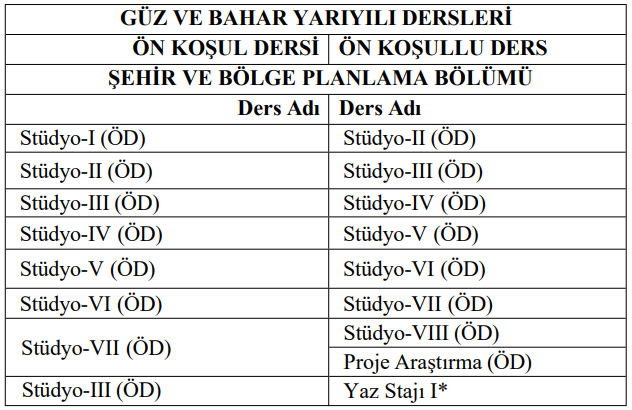 GÜZ VE BAHAR YARIYILI DERSLERİ
ÖN KOŞUL DERSİ ÖN KOŞULLU DERS
ŞEHİR VE BÖLGE PLANLAMA BÖLÜMÜ
Ders Adı Ders Adı
Stüdyo-I (ÖD) Stüdyo-II (ÖD)
Stüdyo-II (ÖD) Stüdyo-III (ÖD)
Stüdyo-III (ÖD) Stüdyo-IV (ÖD)
Stüdyo-IV (ÖD) Stüdyo-V (ÖD)
Stüdyo-V (ÖD) Stüdyo-VI (ÖD)
Stüdyo-VI (ÖD) Stüdyo-VII (ÖD)
Stüdyo-VII (ÖD) Stüdyo-VIII (ÖD)
Proje Araştırma (ÖD)
Stüdyo-III (ÖD) Yaz Stajı I*